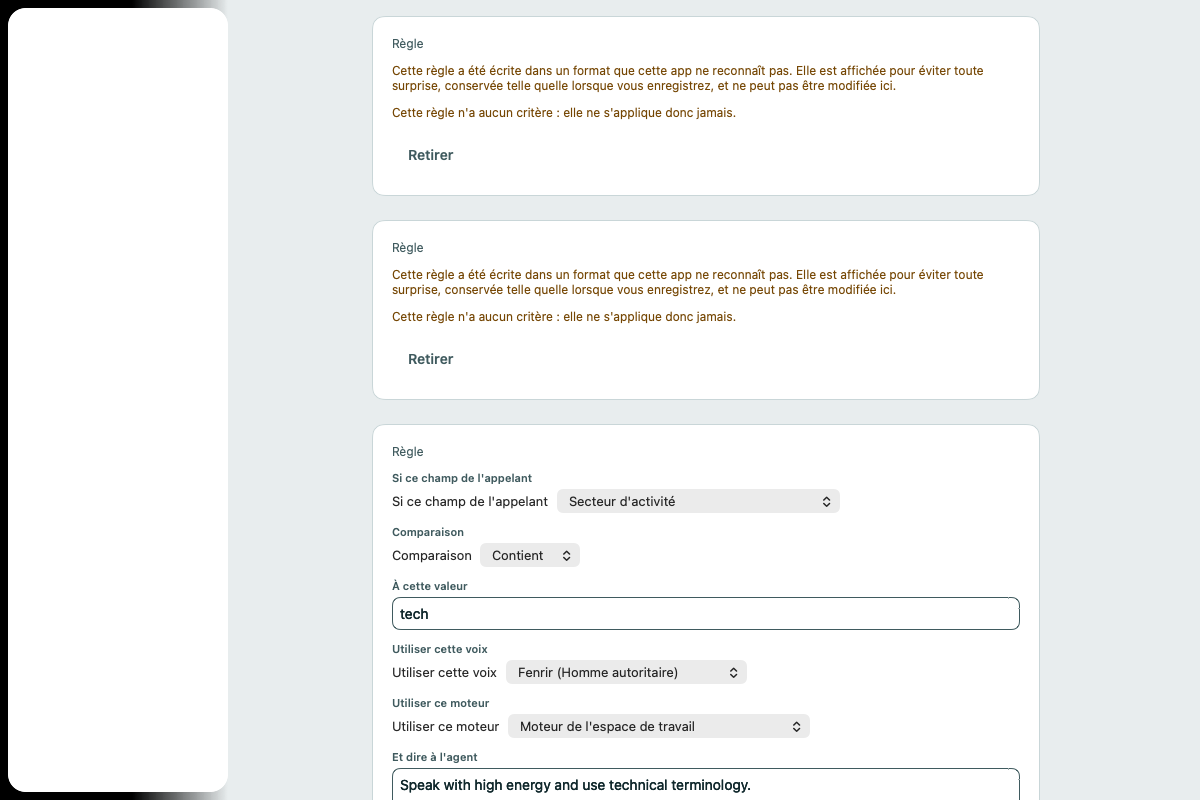 Règle
Cette règle a été écrite dans un format que cette app ne reconnaît pas. Elle est affichée pour éviter toute
surprise, conservée telle quelle lorsque vous enregistrez, et ne peut pas être modifiée ici.
Cette règle n'a aucun critère : elle ne s'applique donc jamais.
Retirer
Règle
Cette règle a été écrite dans un format que cette app ne reconnaît pas. Elle est affichée pour éviter toute
surprise, conservée telle quelle lorsque vous enregistrez, et ne peut pas être modifiée ici.
Cette règle n'a aucun critère : elle ne s'applique donc jamais.
Retirer
Règle
Si ce champ de l'appelant
Si ce champ de l'appelant Secteur d'activité
Comparaison
Comparaison Contient
À cette valeur
tech
Utiliser cette voix
Utiliser cette voix Fenrir (Homme autoritaire)
Utiliser ce moteur
Utiliser ce moteur Moteur de l'espace de travail
Et dire à l'agent
Speak with high energy and use technical terminology.